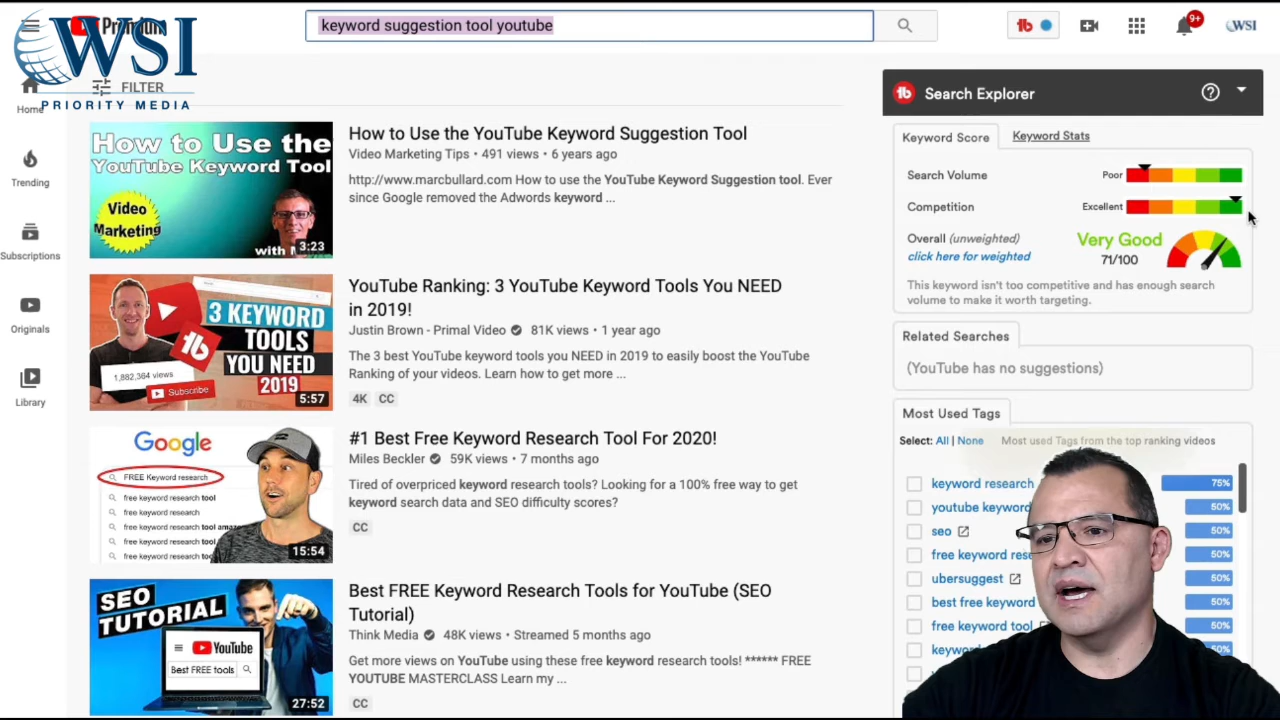 WSI
PRIORITY MEDIA
keyword suggestion tool youtube
9+
WSI
Home
Trending
Subscriptions
Originals
Library
FILTER
How to Use the
YouTube Keyword Tool
Video
Marketing
3:23
How to Use the YouTube Keyword Suggestion Tool
Video Marketing Tips • 491 views • 6 years ago
http://www.marcbullard.com How to use the YouTube Keyword Suggestion tool. Ever
since Google removed the Adwords keyword ...
3 KEYWORD
TOOLS
YOU NEED
2019
1,882,364 views
Subscribe
5:57
YouTube Ranking: 3 YouTube Keyword Tools You NEED
in 2019!
Justin Brown - Primal Video • 81K views • 1 year ago
The 3 best YouTube keyword tools you NEED in 2019 to easily boost the YouTube
Ranking of your videos. Learn how to get more ...
4K CC
Google
FREE Keyword research
free keyword research tool
free keyword research
free keyword research tool
free keyword research
15:54
#1 Best Free Keyword Research Tool For 2020!
Miles Beckler • 59K views • 7 months ago
Tired of overpriced keyword research tools? Looking for a 100% free way to get
keyword search data and SEO difficulty scores?
CC
SEO
TUTORIAL
YouTube
Best FREE tools
27:52
Best FREE Keyword Research Tools for YouTube (SEO
Tutorial)
Think Media • 48K views • Streamed 5 months ago
Get more views on YouTube using these free keyword research tools! ****** FREE
YOUTUBE MASTERCLASS Learn my ...
CC
Search Explorer
Keyword Score Keyword Stats
Search Volume Poor
Competition Excellent
Overall (unweighted) Very Good
click here for weighted 71/100
This keyword isn't too competitive and has enough search
volume to make it worth targeting.
Related Searches
(YouTube has no suggestions)
Most Used Tags
Select: All | None Most used Tags from the top ranking videos
keyword research 75%
youtube keyword 50%
seo 50%
free keyword 50%
ubersuggest 50%
best free keyword 50%
free keyword tool 50%
50%